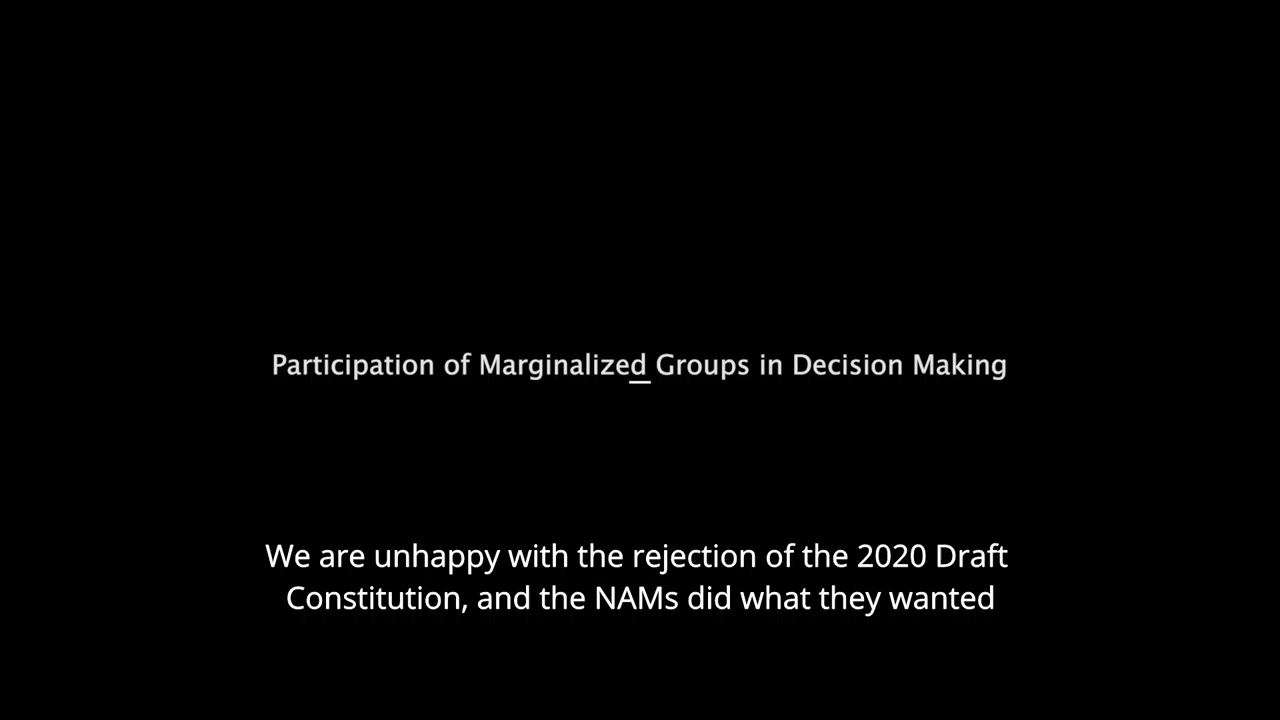 Participation of Marginalized Groups in Decision Making
We are unhappy with the rejection of the 2020 Draft
Constitution, and the NAMs did what they wanted